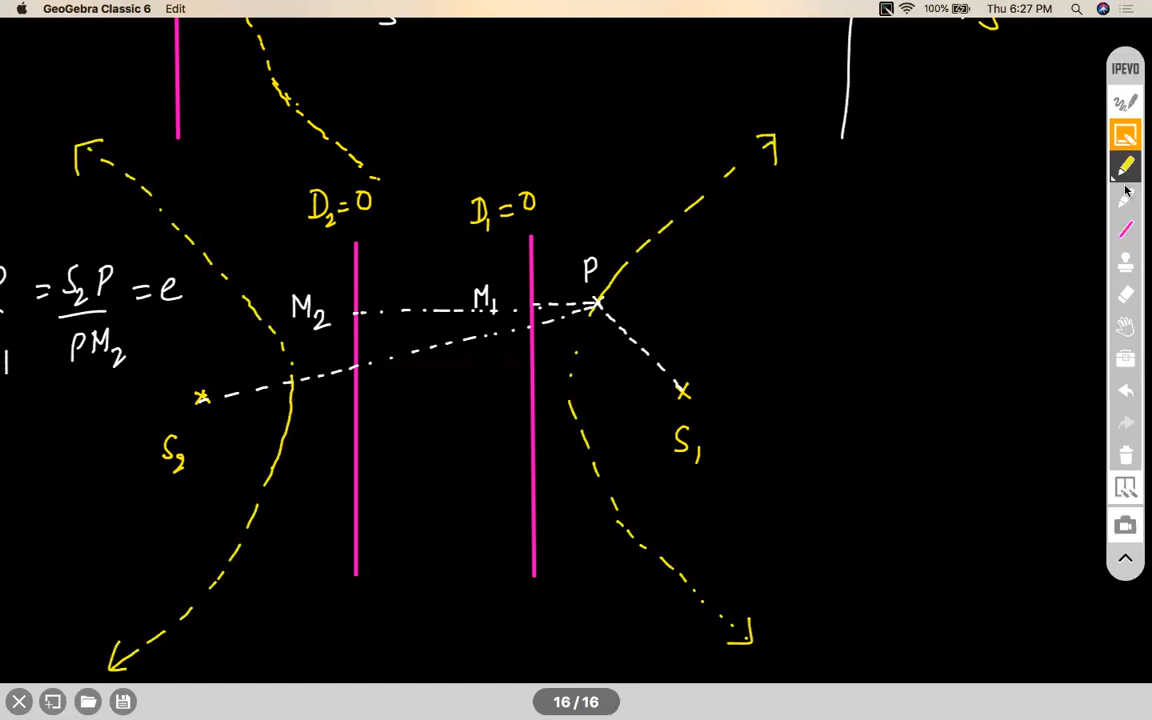 GeoGebra Classic 6 Edit
100% Thu 6:27 PM
IPEVO
D₂ = 0
D₁ = 0
P
= S₂P = e
PM₂
M₂
M₁
S₂
S₁
16 / 16